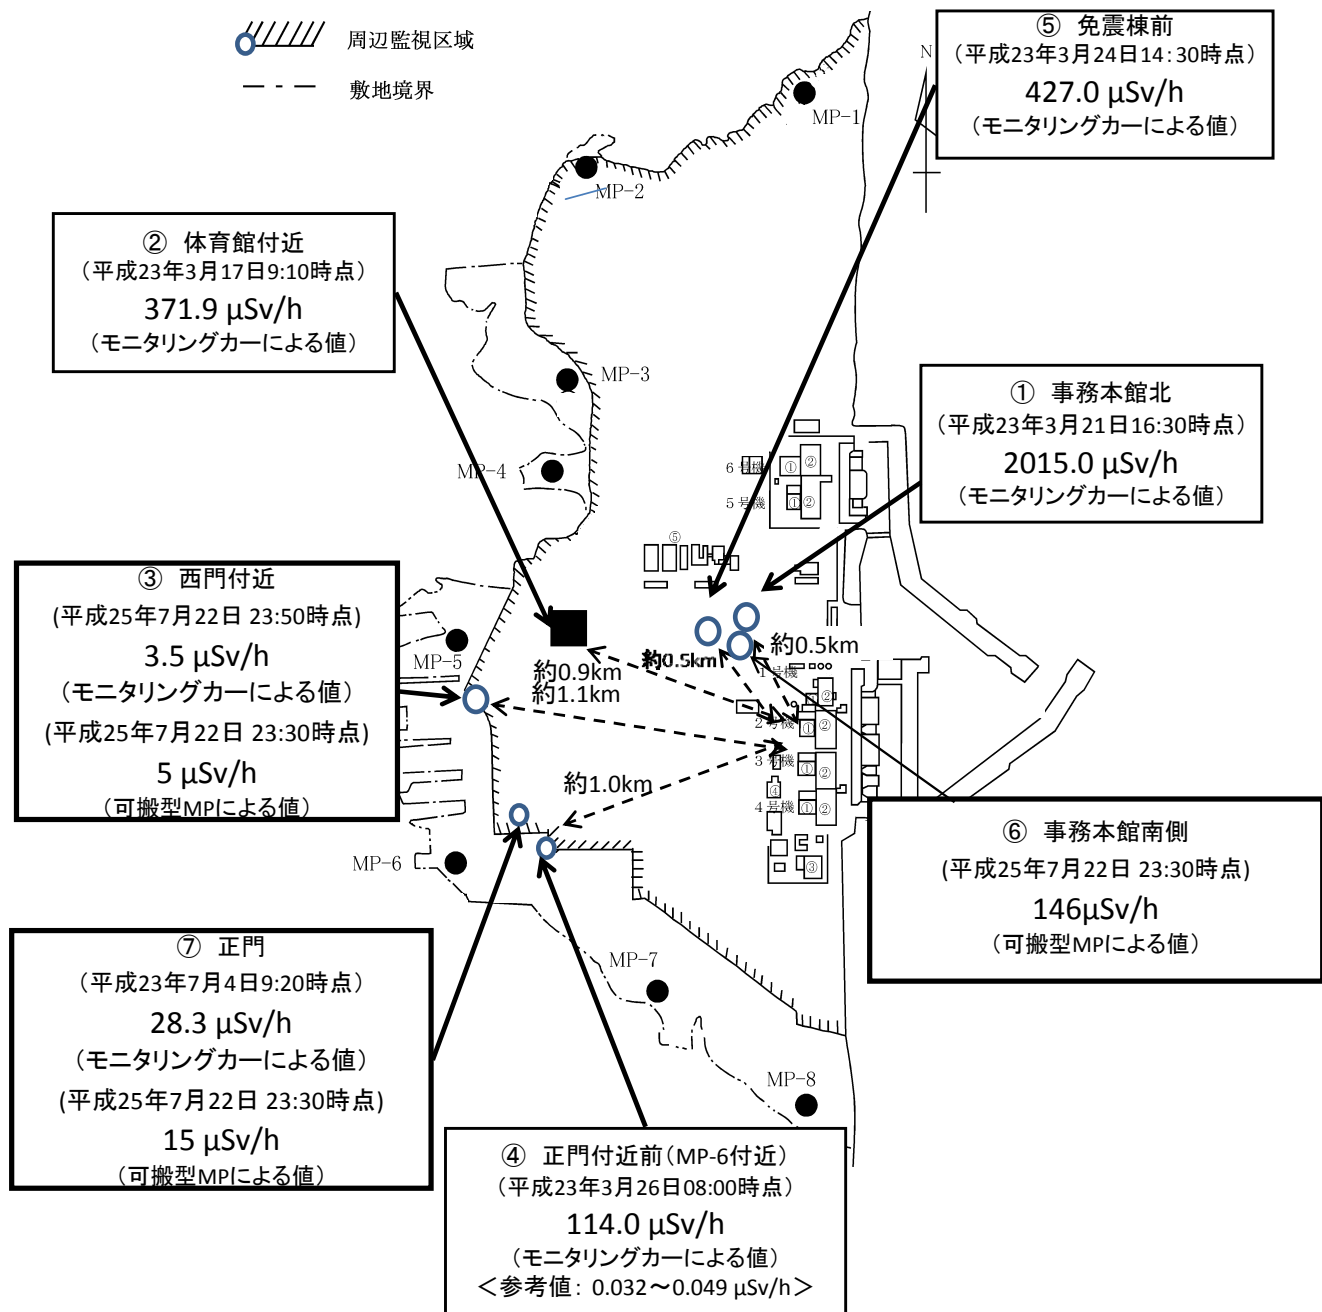 周辺監視区域
敷地境界
⑤ 免震棟前
（平成23年3月24日14：30時点）
427.0 μSv/h
（モニタリングカーによる値）
N
MP-1
MP-2
② 体育館付近
（平成23年3月17日9:10時点）
371.9 μSv/h
（モニタリングカーによる値）
MP-3
① 事務本館北
（平成23年3月21日16:30時点）
2015.0 μSv/h
（モニタリングカーによる値）
MP-4
６号機
① ②
５号機
① ②
⑤
③ 西門付近
(平成25年7月22日 23:50時点)
3.5 μSv/h
（モニタリングカーによる値）
(平成25年7月22日 23:30時点)
5 μSv/h
（可搬型MPによる値）
MP-5
約0.9km
約1.1km
約0.5km
約0.5km
１号機
②
２号機
① ②
３号機
① ②
④
４号機
① ②
③
約1.0km
MP-6
⑥ 事務本館南側
(平成25年7月22日 23:30時点)
146μSv/h
（可搬型MPによる値）
⑦ 正門
（平成23年7月4日9:20時点）
28.3 μSv/h
（モニタリングカーによる値）
(平成25年7月22日 23:30時点)
15 μSv/h
（可搬型MPによる値）
MP-7
MP-8
④ 正門付近前（MP-6付近）
（平成23年3月26日08:00時点）
114.0 μSv/h
（モニタリングカーによる値）
＜参考値： 0.032～0.049 μSv/h＞